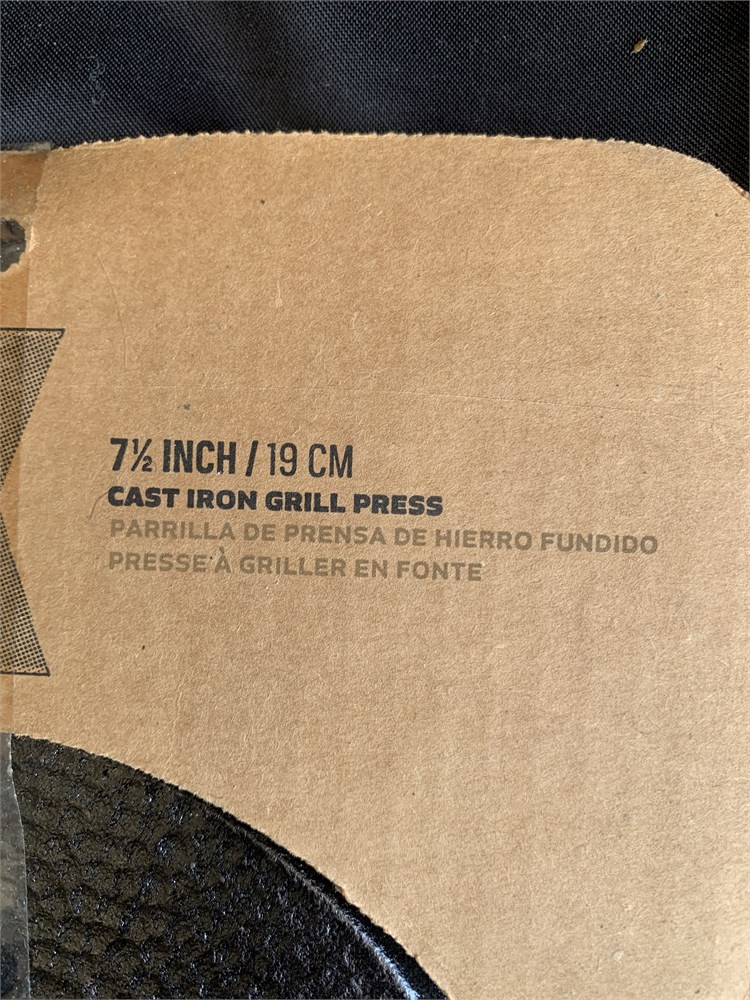 7½ INCH / 19 CM
CAST IRON GRILL PRESS
PARRILLA DE PRENSA DE HIERRO FUNDIDO
PRESSE À GRILLER EN FONTE